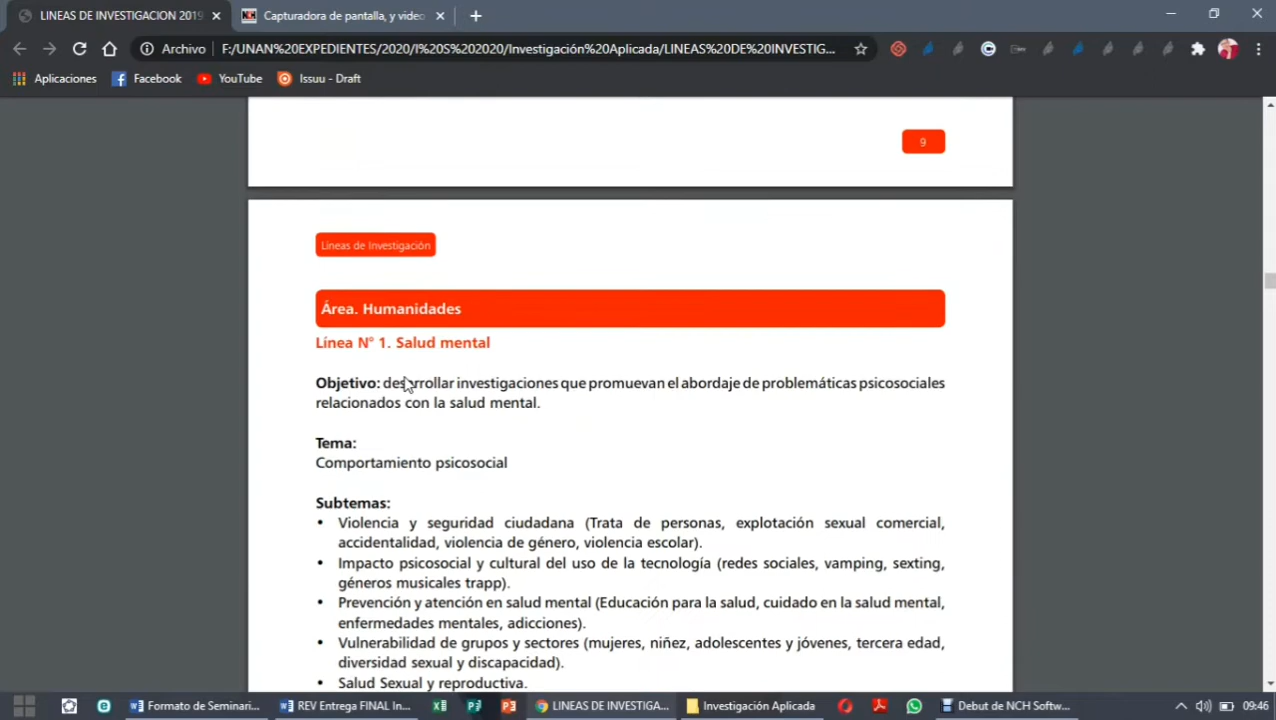 LINEAS DE INVESTIGACION 2019
Capturadora de pantalla, y video
Archivo
F:/UNAN%20EXPEDIENTES/2020/I%20S%202020/Investigación%20Aplicada/LINEAS%20DE%20INVESTIG...
Aplicaciones
Facebook
YouTube
Issuu - Draft
9
Líneas de Investigación
Área. Humanidades
Línea N° 1. Salud mental
Objetivo: desarrollar investigaciones que promuevan el abordaje de problemáticas psicosociales
relacionados con la salud mental.
Tema:
Comportamiento psicosocial
Subtemas:
• Violencia y seguridad ciudadana (Trata de personas, explotación sexual comercial,
accidentalidad, violencia de género, violencia escolar).
• Impacto psicosocial y cultural del uso de la tecnología (redes sociales, vamping, sexting,
géneros musicales trapp).
• Prevención y atención en salud mental (Educación para la salud, cuidado en la salud mental,
enfermedades mentales, adicciones).
• Vulnerabilidad de grupos y sectores (mujeres, niñez, adolescentes y jóvenes, tercera edad,
diversidad sexual y discapacidad).
• Salud Sexual y reproductiva.
Formato de Seminari...
REV Entrega FINAL In...
LINEAS DE INVESTIGA...
Investigación Aplicada
Debut de NCH Softw...
09:46